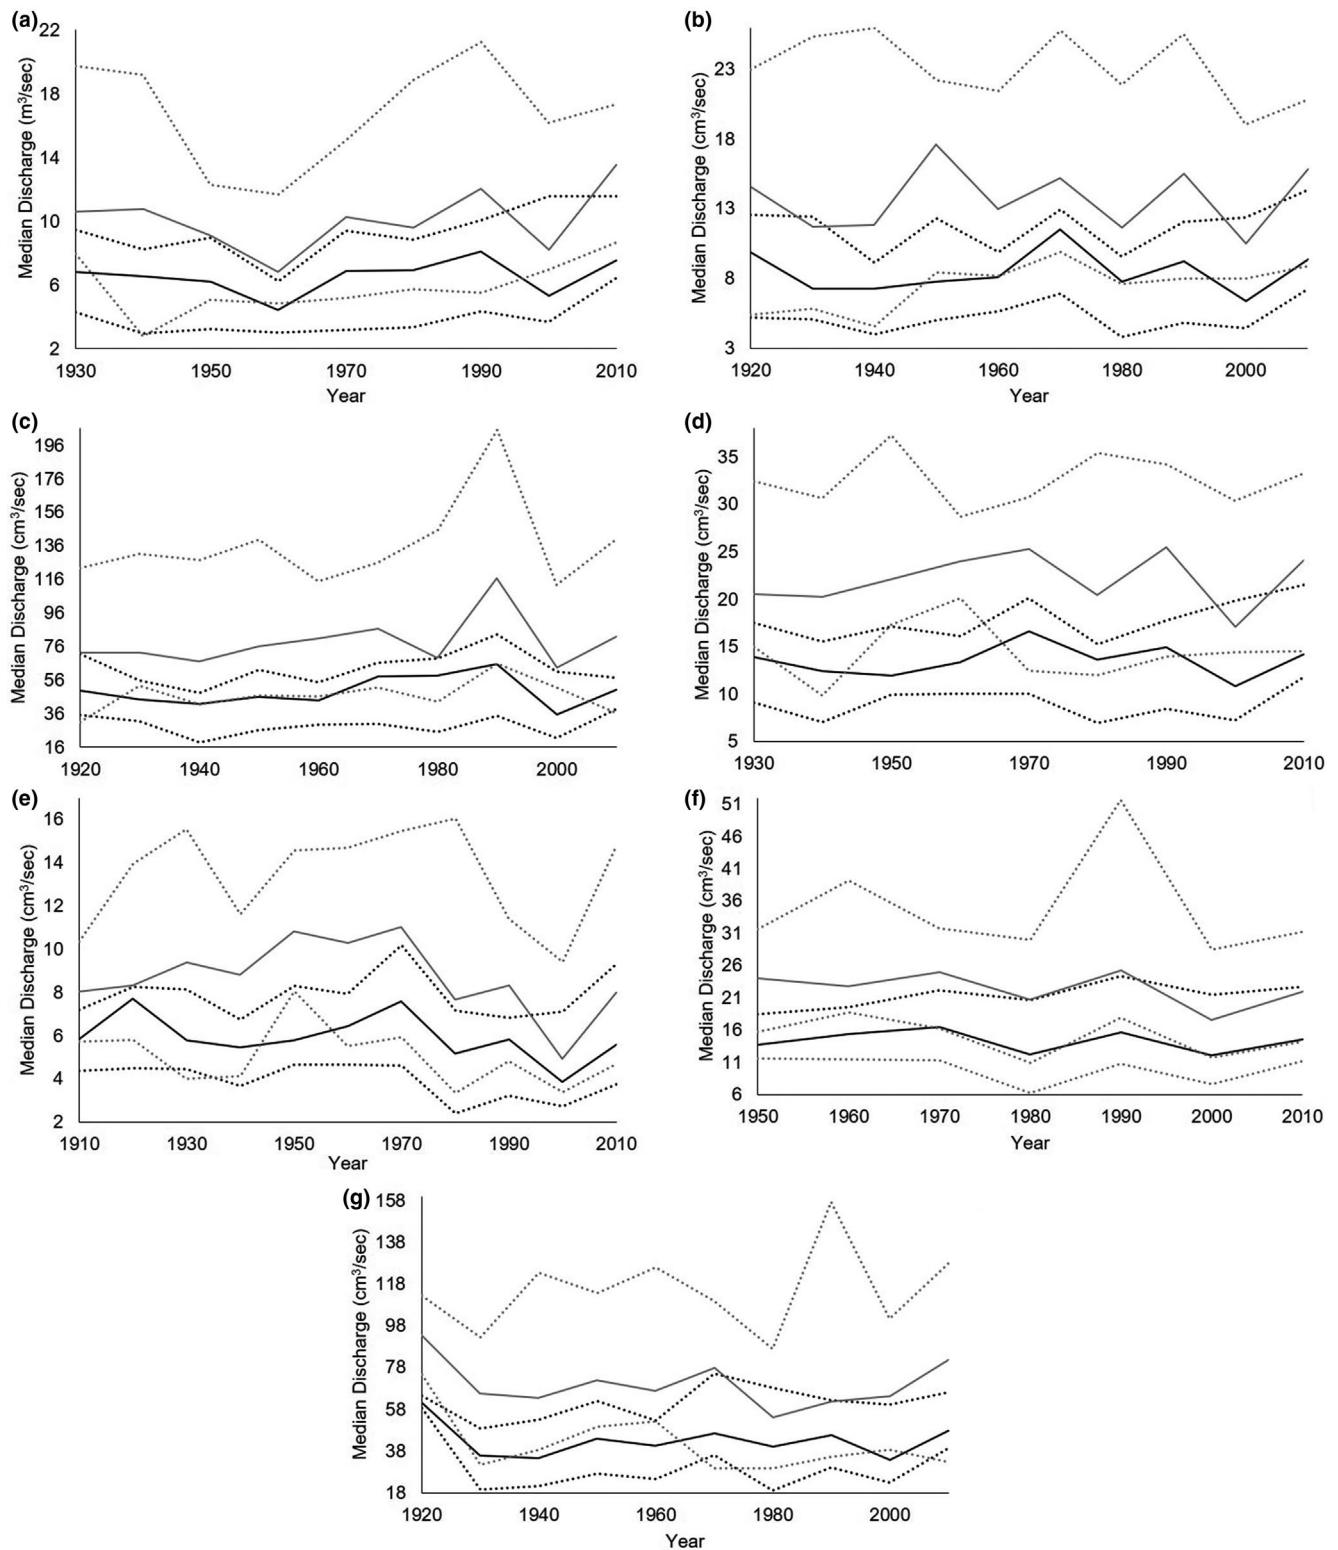 (a)
22
18
14
10
6
2
Median Discharge (m³/sec)
1930 1950 1970 1990 2010
Year
(b)
23
18
13
8
3
Median Discharge (cm³/sec)
1920 1940 1960 1980 2000
Year
(c)
196
176
156
136
116
96
76
56
36
16
Median Discharge (cm³/sec)
1920 1940 1960 1980 2000
(d)
35
30
25
20
15
10
5
Median Discharge (cm³/sec)
1930 1950 1970 1990 2010
(e)
16
14
12
10
8
6
4
2
Median Discharge (cm³/sec)
1910 1930 1950 1970 1990 2010
Year
(f)
51
46
41
36
31
26
21
16
11
6
Median Discharge (cm³/sec)
1950 1960 1970 1980 1990 2000 2010
Year
(g)
158
138
118
98
78
58
38
18
Median Discharge (cm³/sec)
1920 1940 1960 1980 2000
Year